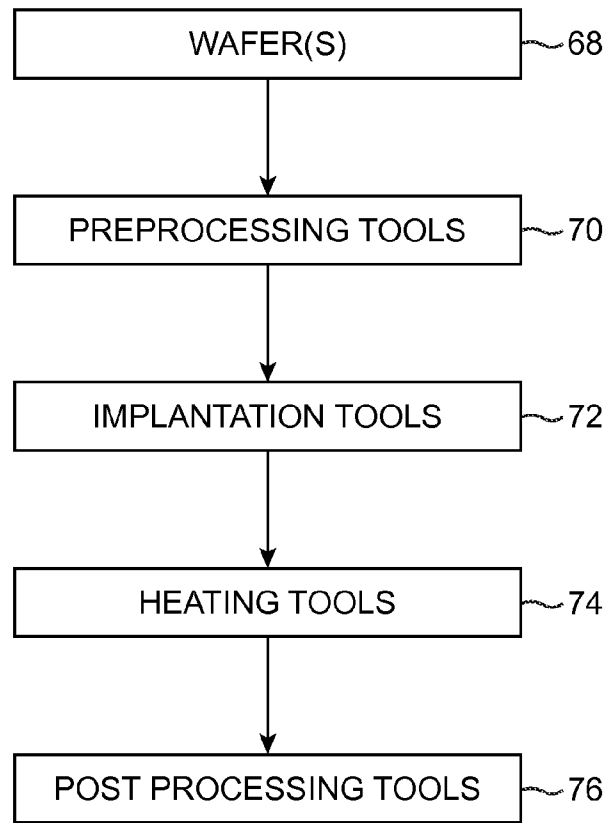 WAFER(S) 68
PREPROCESSING TOOLS 70
IMPLANTATION TOOLS 72
HEATING TOOLS 74
POST PROCESSING TOOLS 76